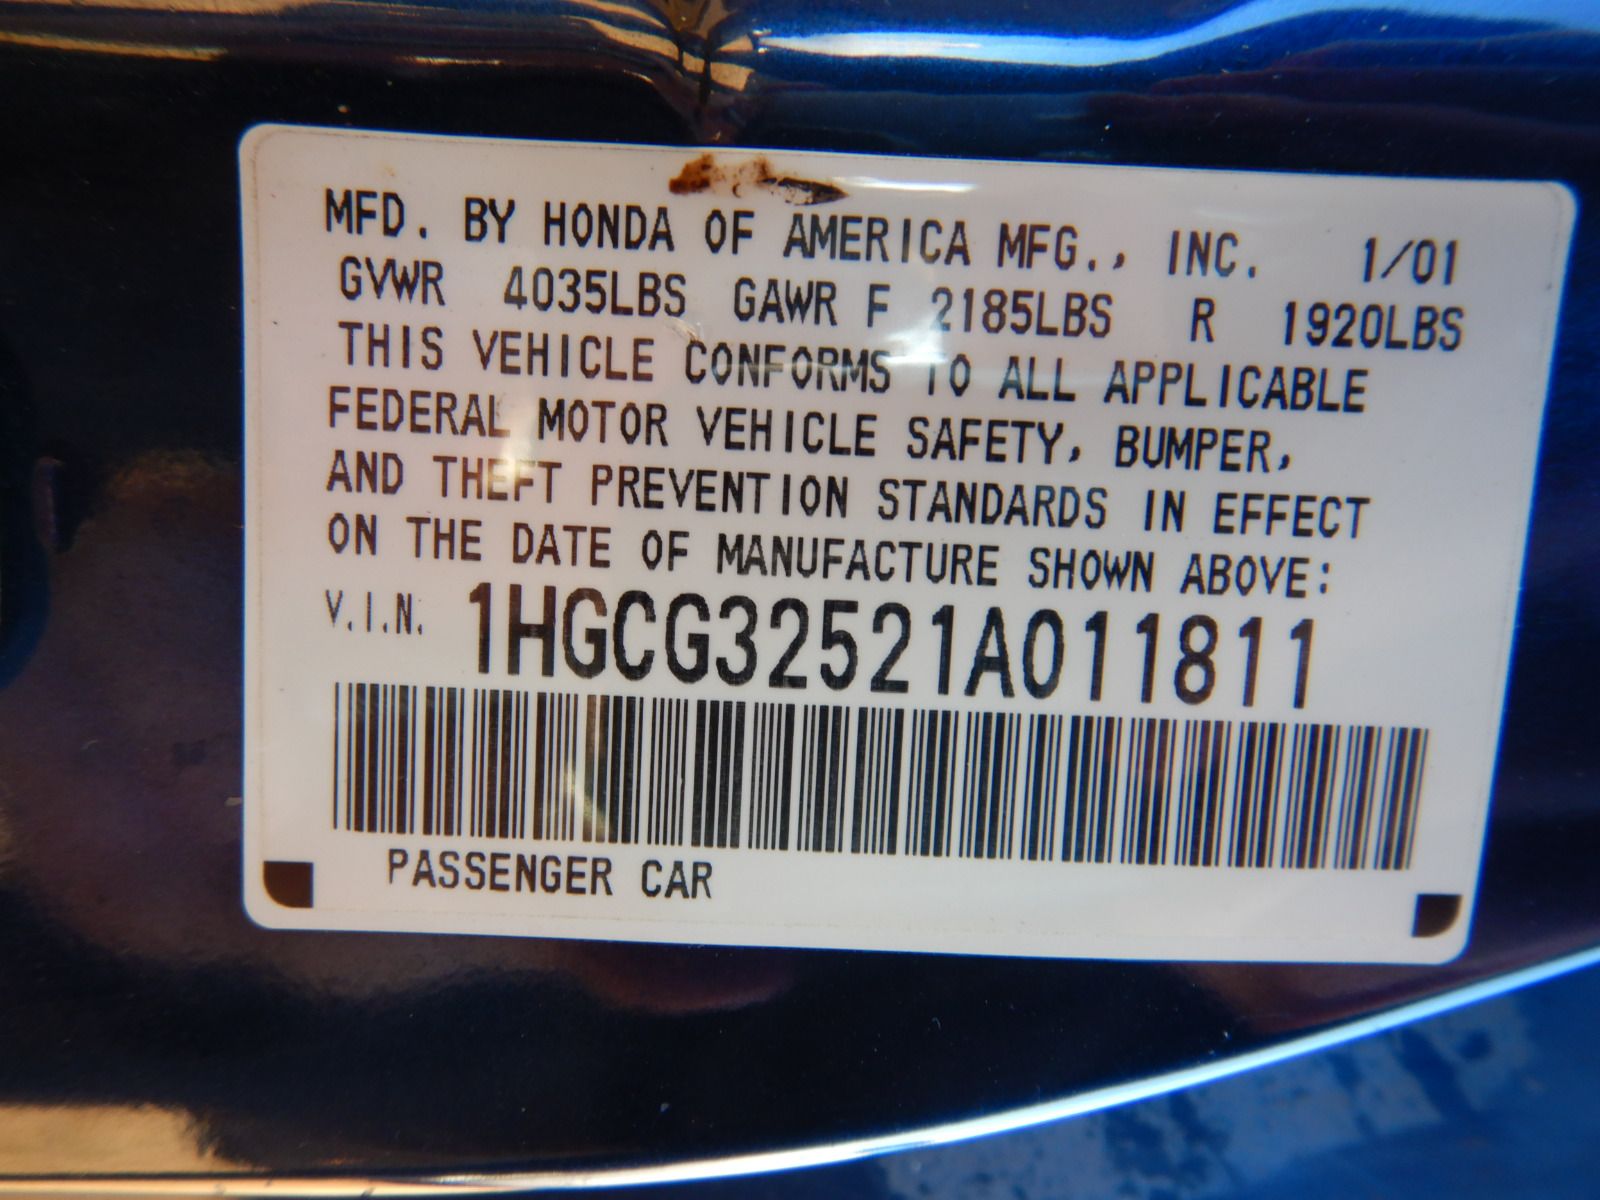 MFD. BY HONDA OF AMERICA MFG., INC. 1/01
GVWR 4035LBS GAWR F 2185LBS R 1920LBS
THIS VEHICLE CONFORMS TO ALL APPLICABLE
FEDERAL MOTOR VEHICLE SAFETY, BUMPER,
AND THEFT PREVENTION STANDARDS IN EFFECT
ON THE DATE OF MANUFACTURE SHOWN ABOVE:
V.I.N. 1HGCG32521A011811
PASSENGER CAR